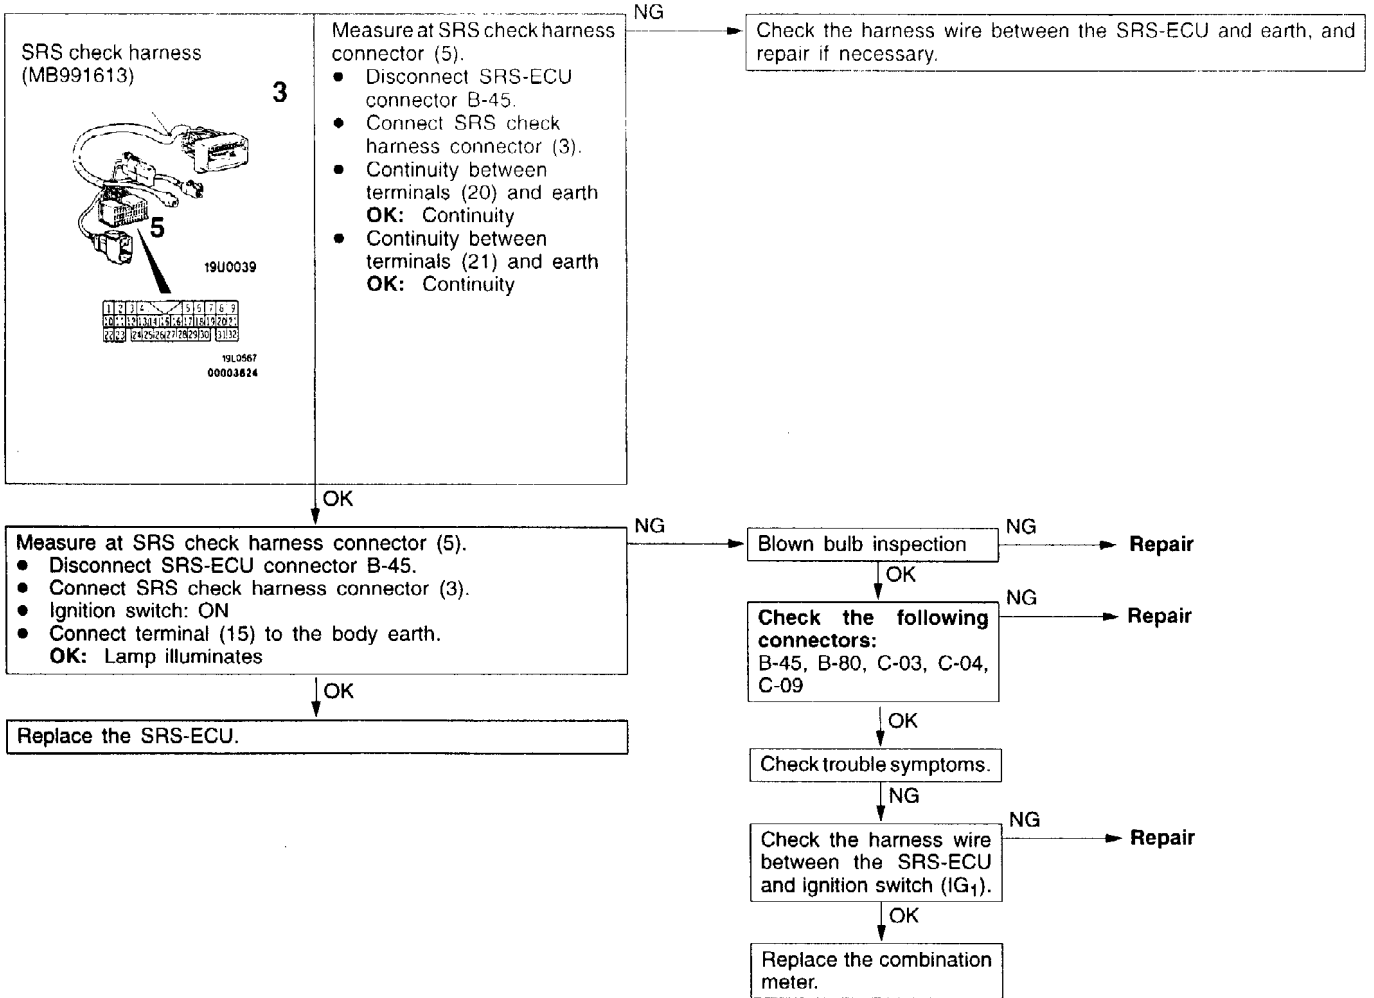 SRS check harness
(MB991613)
3
5
19U0039
1 2 3 4 5 6 7 8 9
10 11 12 13 14 15 16 17 18 19 20 21
22 23 24 25 26 27 28 29 30 31 32
19L0567
00003624
Measure at SRS check harness
connector (5).
● Disconnect SRS-ECU
connector B-45.
● Connect SRS check
harness connector (3).
● Continuity between
terminals (20) and earth
OK: Continuity
● Continuity between
terminals (21) and earth
OK: Continuity
NG
Check the harness wire between the SRS-ECU and earth, and
repair if necessary.
OK
Measure at SRS check harness connector (5).
● Disconnect SRS-ECU connector B-45.
● Connect SRS check harness connector (3).
● Ignition switch: ON
● Connect terminal (15) to the body earth.
OK: Lamp illuminates
OK
Replace the SRS-ECU.
NG
Blown bulb inspection
NG
Repair
OK
Check the following
connectors:
B-45, B-80, C-03, C-04,
C-09
NG
Repair
OK
Check trouble symptoms.
NG
Check the harness wire
between the SRS-ECU
and ignition switch (IG1).
NG
Repair
OK
Replace the combination
meter.